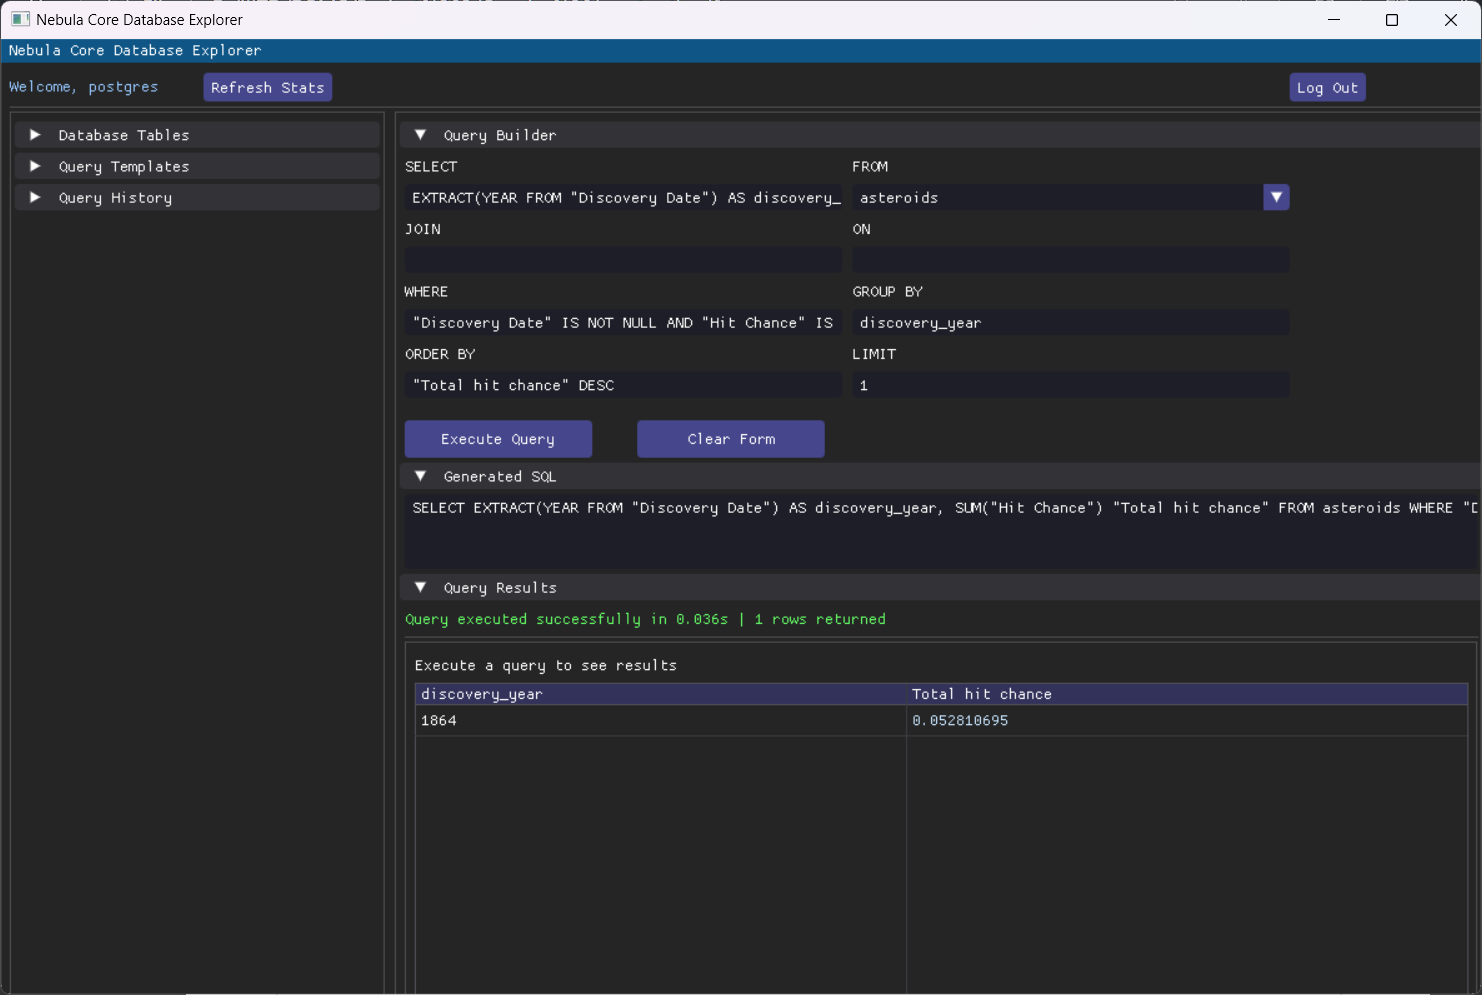 Nebula Core Database Explorer
Nebula Core Database Explorer
Welcome, postgres
Refresh Stats
Log Out
Database Tables
Query Templates
Query History
Query Builder
SELECT
FROM
EXTRACT(YEAR FROM "Discovery Date") AS discovery_
asteroids
JOIN
ON
WHERE
GROUP BY
"Discovery Date" IS NOT NULL AND "Hit Chance" IS
discovery_year
ORDER BY
LIMIT
"Total hit chance" DESC
1
Execute Query
Clear Form
Generated SQL
SELECT EXTRACT(YEAR FROM "Discovery Date") AS discovery_year, SUM("Hit Chance") "Total hit chance" FROM asteroids WHERE "D
Query Results
Query executed successfully in 0.036s | 1 rows returned
Execute a query to see results
discovery_year
Total hit chance
1864
0.052810695